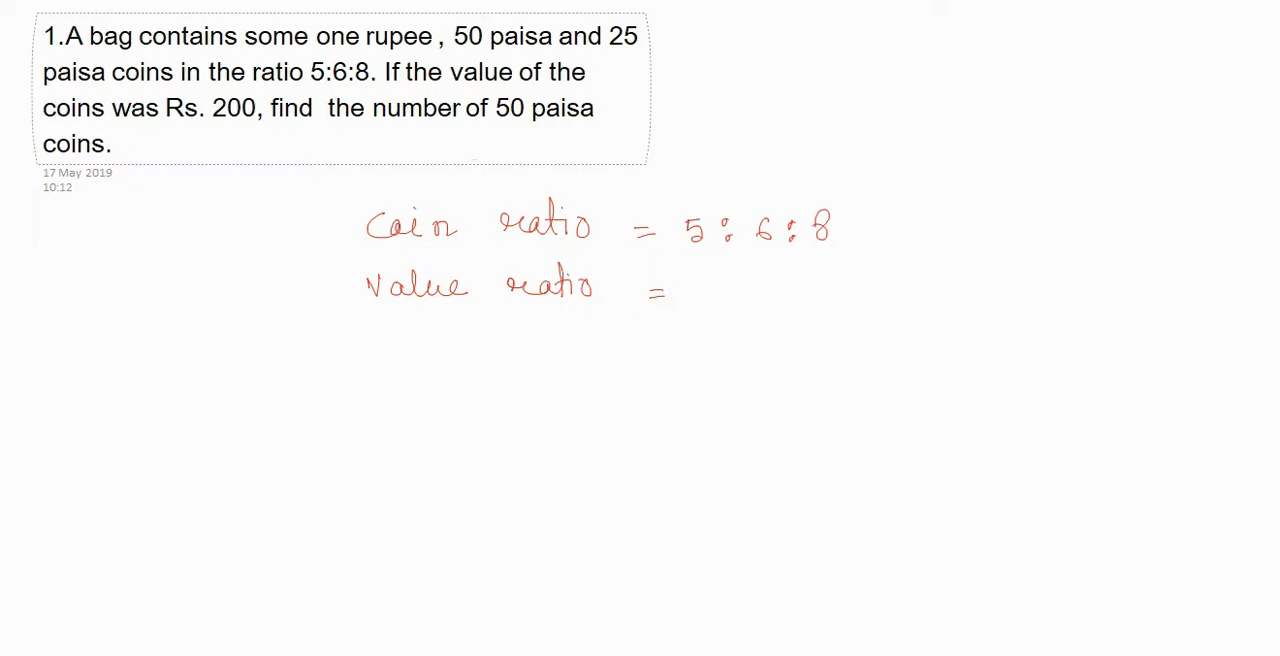 1.A bag contains some one rupee , 50 paisa and 25
paisa coins in the ratio 5:6:8. If the value of the
coins was Rs. 200, find the number of 50 paisa
coins.
17 May 2019
10:12
Coin ratio = 5 : 6 : 8
Value ratio =